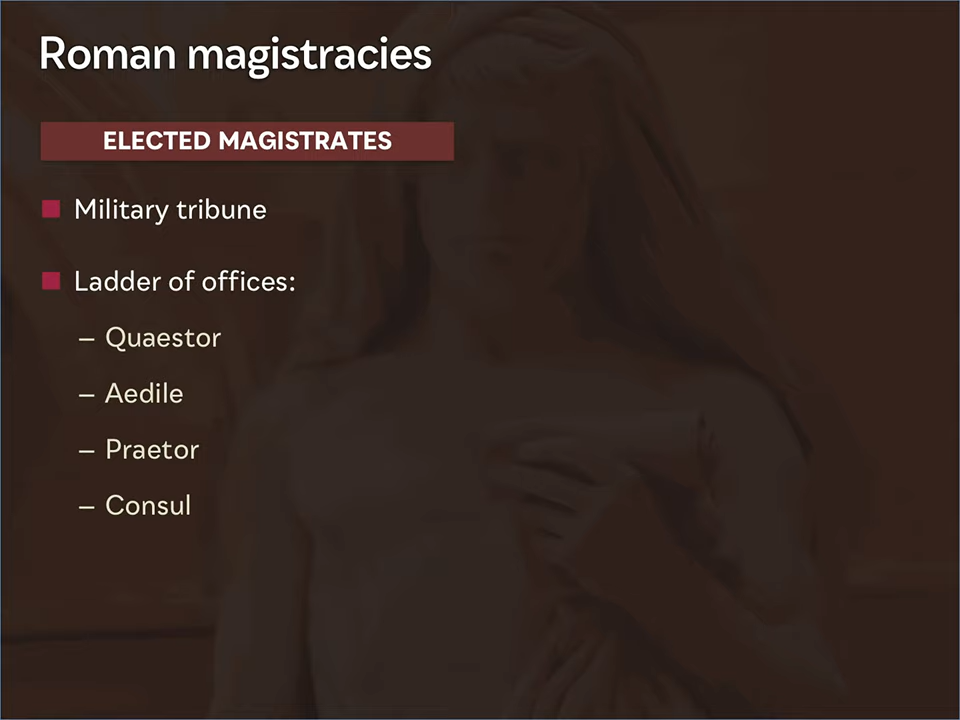 Roman magistracies
ELECTED MAGISTRATES
Military tribune
Ladder of offices:
– Quaestor
– Aedile
– Praetor
– Consul